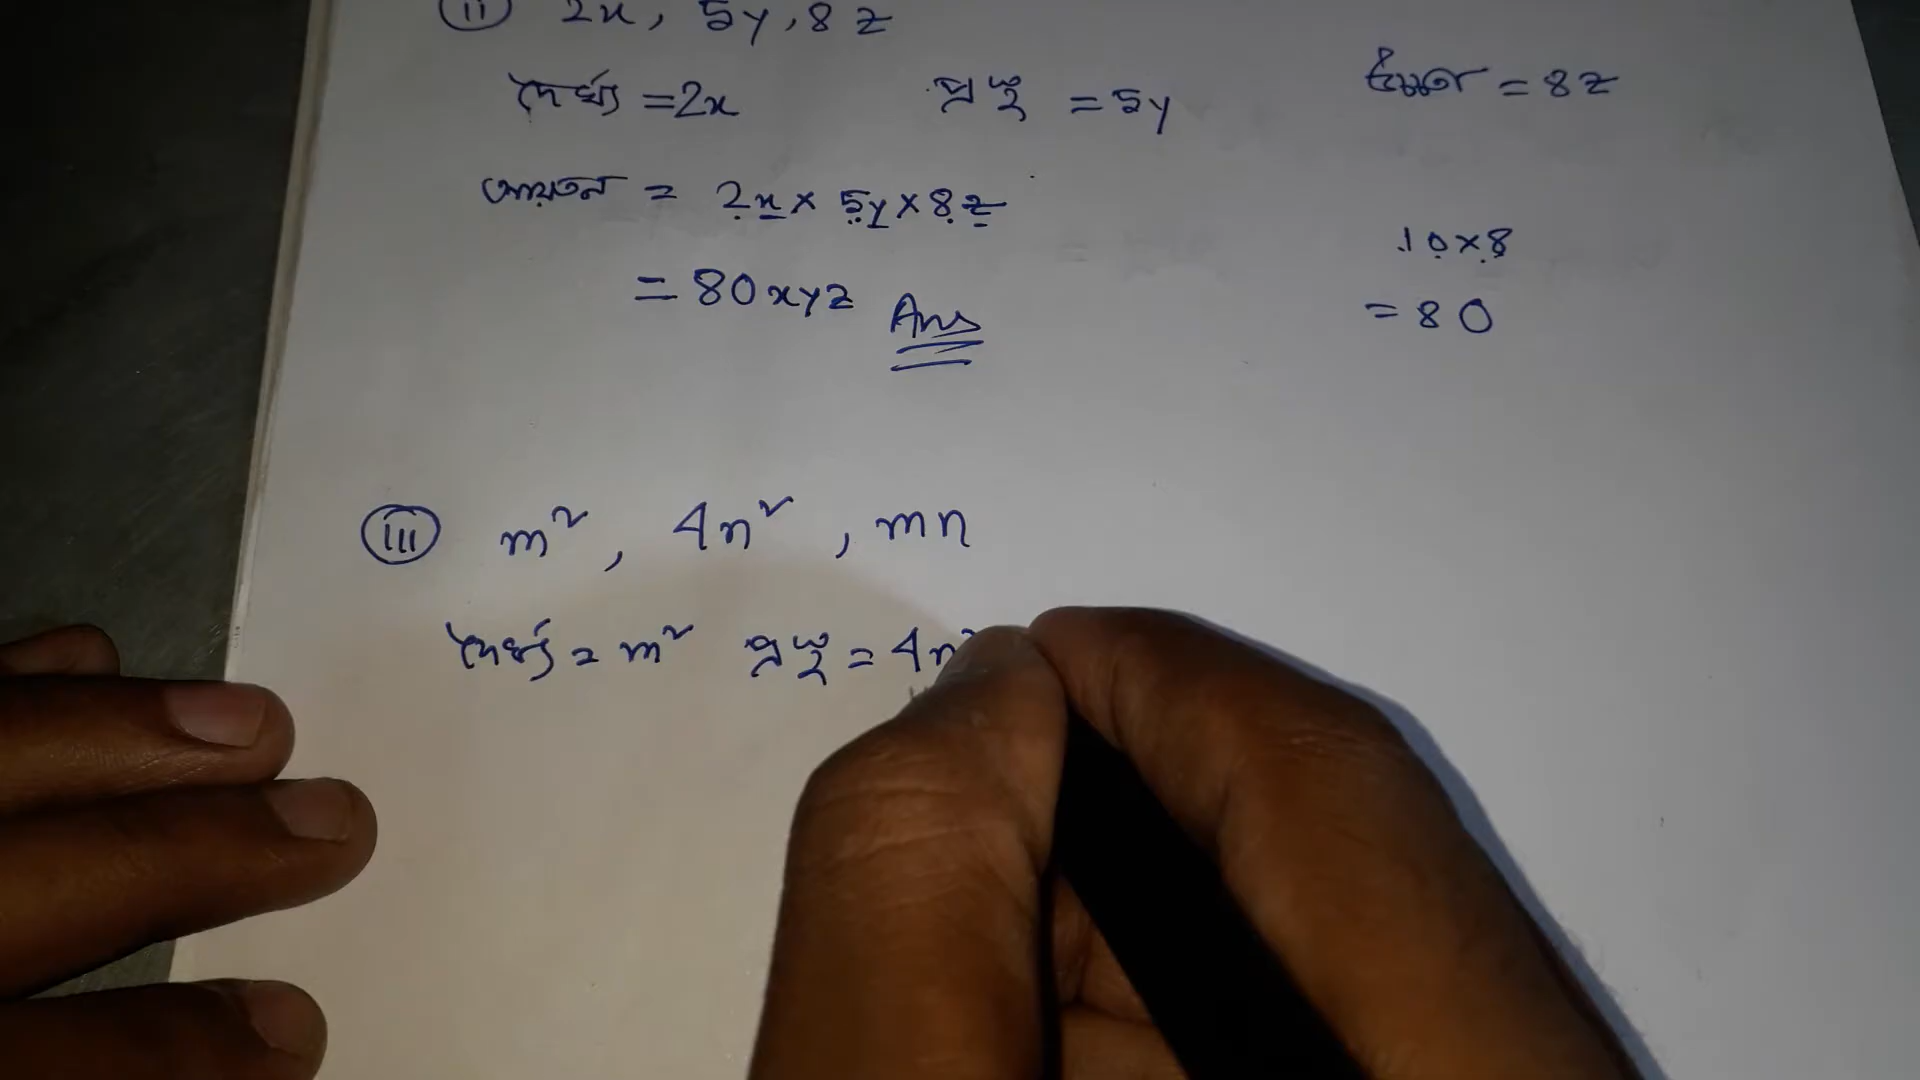 (ii) 2x, 5y, 8z
দৈর্ঘ্য = 2x প্রস্থ = 5y উচ্চতা = 8z
আয়তন = 2x × 5y × 8z
10 × 8
= 80xyz Ans
= 80
(iii) m², 4n², mn
দৈর্ঘ্য = m² প্রস্থ = 4n²